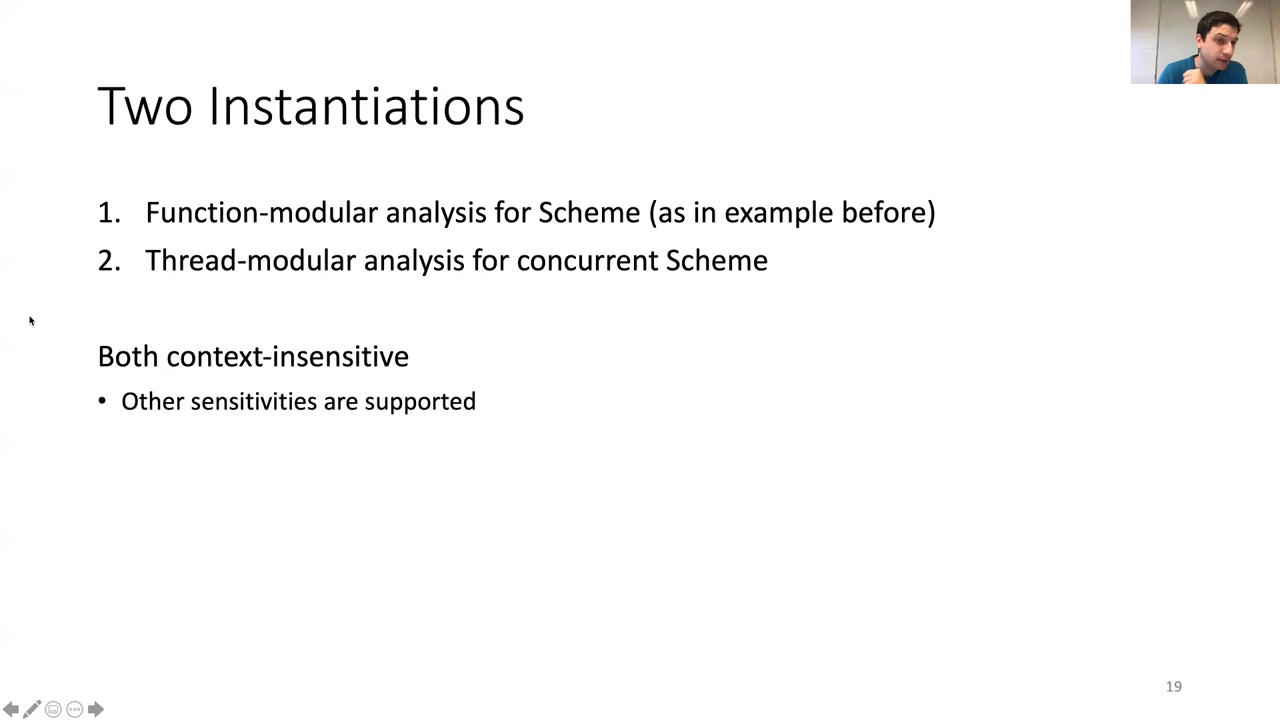 Two Instantiations
1. Function-modular analysis for Scheme (as in example before)
2. Thread-modular analysis for concurrent Scheme
Both context-insensitive
• Other sensitivities are supported
19